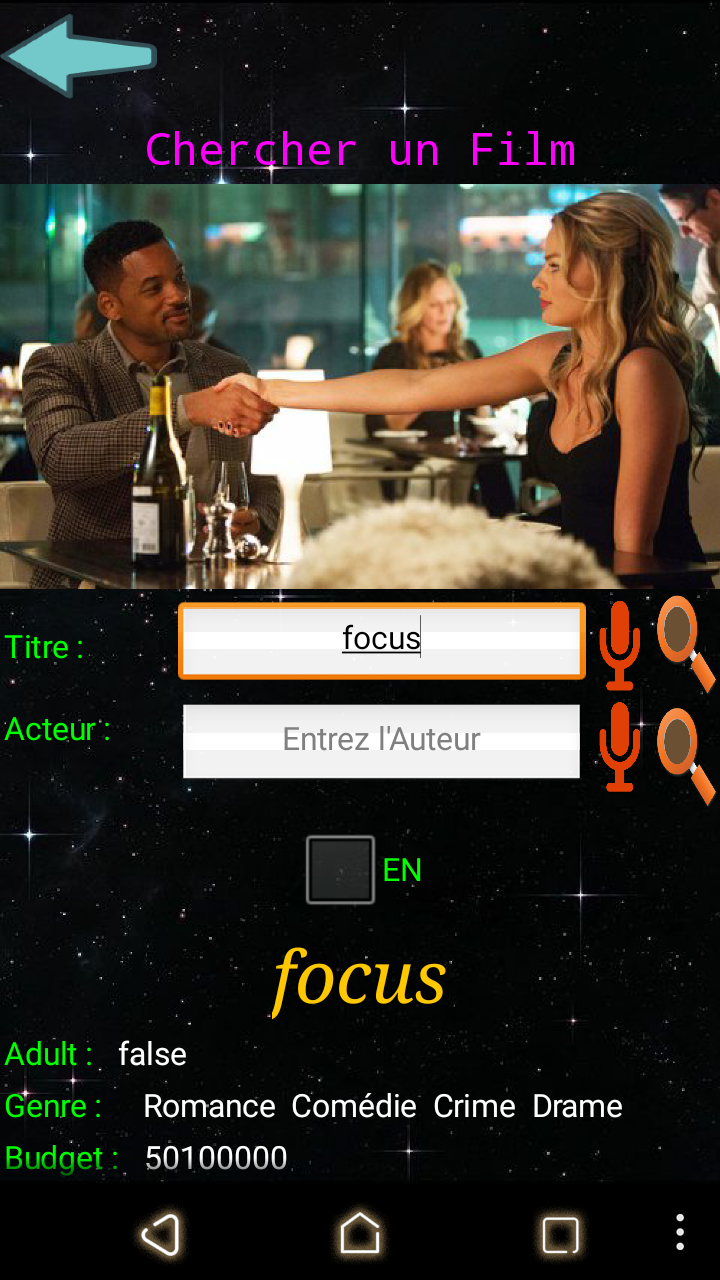 Chercher un Film
Titre :
focus
Acteur :
Entrez l'Auteur
EN
focus
Adult : false
Genre : Romance Comédie Crime Drame
Budget : 50100000